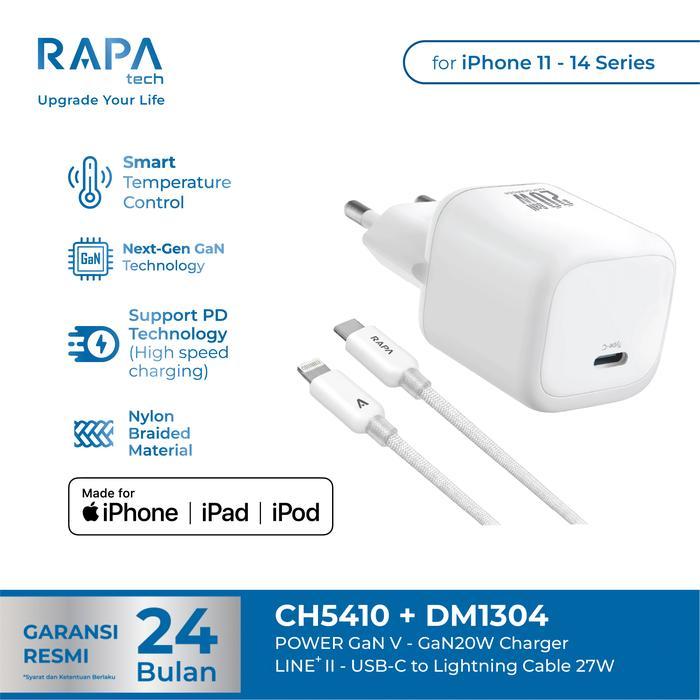 RAPA
tech
Upgrade Your Life
for iPhone 11 - 14 Series
Smart
Temperature
Control
GaN
Next-Gen GaN
Technology
Support PD
Technology
(High speed
charging)
Nylon
Braided
Material
20W
Type-C
RAPA
Made for
iPhone | iPad | iPod
GARANSI
RESMI
24
Bulan
*Syarat dan Ketentuan Berlaku
CH5410 + DM1304
POWER GaN V - GaN20W Charger
LINE+ II - USB-C to Lightning Cable 27W